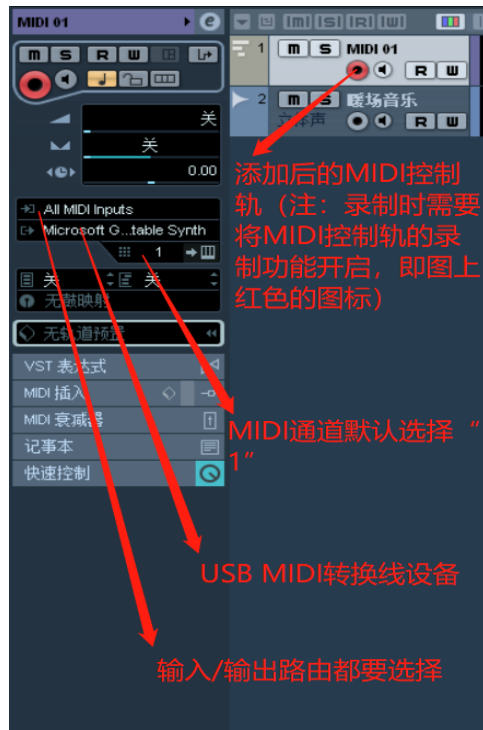 MIDI 01
e
m S R W
关
关
0.00
All MIDI Inputs
Microsoft G...table Synth
1
关 关
无鼓映射
无轨道预置
VST 表达式
MIDI 插入
MIDI 衰减器
记事本
快速控制
m S R W
1 m S MIDI 01
R W
2 m S 暖场音乐
立体声 R W
添加后的MIDI控制
轨（注：录制时需要
将MIDI控制轨的录
制功能开启，即图上
红色的图标）
MIDI通道默认选择“
1”
USB MIDI转换线设备
输入/输出路由都要选择